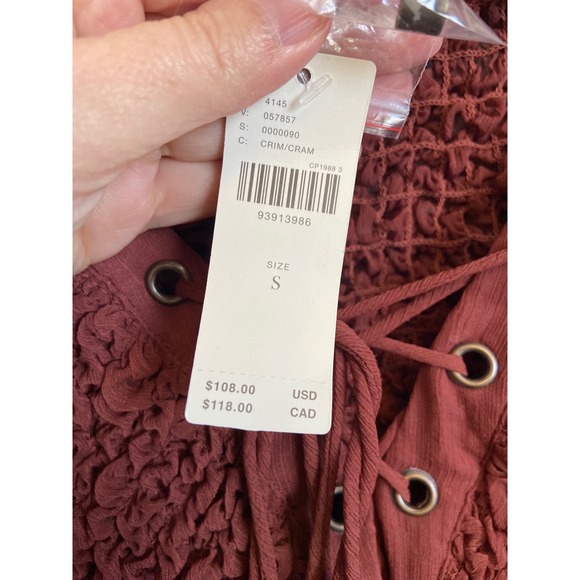 4145
V: 057857
S: 0000090
C: CRIM/CRAM
CP1988 3
93913986
SIZE
S
$108.00 USD
$118.00 CAD